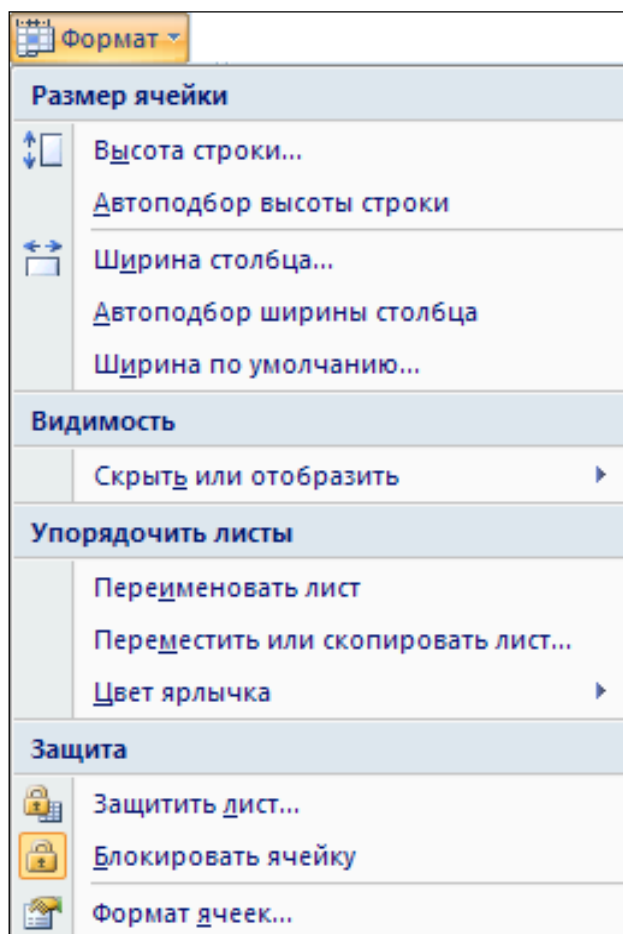 Формат
Размер ячейки
Высота строки...
Автоподбор высоты строки
Ширина столбца...
Автоподбор ширины столбца
Ширина по умолчанию...
Видимость
Скрыть или отобразить
Упорядочить листы
Переименовать лист
Переместить или скопировать лист...
Цвет ярлычка
Защита
Защитить лист...
Блокировать ячейку
Формат ячеек...